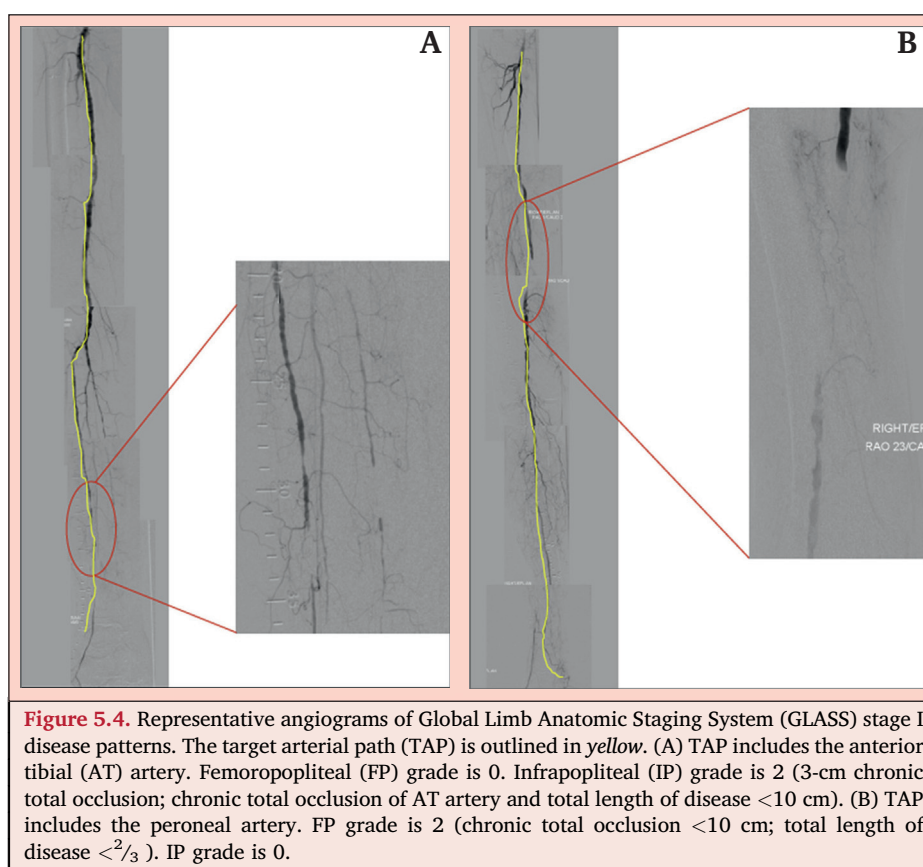 A
B
RIGHT/EF
RAO 23/CA
Figure 5.4. Representative angiograms of Global Limb Anatomic Staging System (GLASS) stage I
disease patterns. The target arterial path (TAP) is outlined in yellow. (A) TAP includes the anterior
tibial (AT) artery. Femoropopliteal (FP) grade is 0. Infrapopliteal (IP) grade is 2 (3-cm chronic
total occlusion; chronic total occlusion of AT artery and total length of disease <10 cm). (B) TAP
includes the peroneal artery. FP grade is 2 (chronic total occlusion <10 cm; total length of
disease <2/3 ). IP grade is 0.